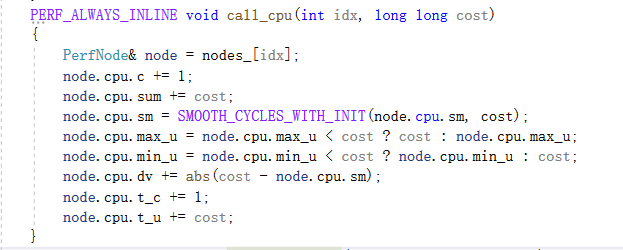 PERF_ALWAYS_INLINE void call_cpu(int idx, long long cost)
{
PerfNode& node = nodes_[idx];
node.cpu.c += 1;
node.cpu.sum += cost;
node.cpu.sm = SMOOTH_CYCLES_WITH_INIT(node.cpu.sm, cost);
node.cpu.max_u = node.cpu.max_u < cost ? cost : node.cpu.max_u;
node.cpu.min_u = node.cpu.min_u < cost ? node.cpu.min_u : cost;
node.cpu.dv += abs(cost - node.cpu.sm);
node.cpu.t_c += 1;
node.cpu.t_u += cost;
}